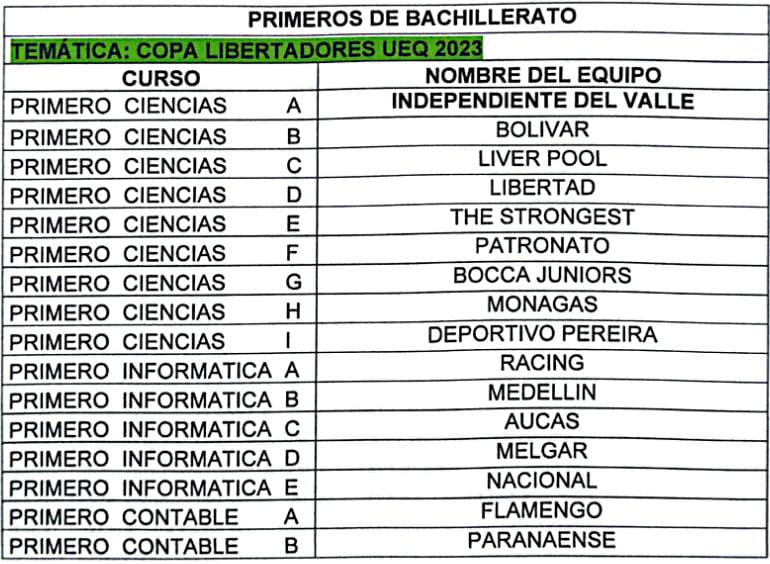 PRIMEROS DE BACHILLERATO
TEMÁTICA: COPA LIBERTADORES UEQ 2023
CURSO NOMBRE DEL EQUIPO
PRIMERO CIENCIAS A INDEPENDIENTE DEL VALLE
PRIMERO CIENCIAS B BOLIVAR
PRIMERO CIENCIAS C LIVER POOL
PRIMERO CIENCIAS D LIBERTAD
PRIMERO CIENCIAS E THE STRONGEST
PRIMERO CIENCIAS F PATRONATO
PRIMERO CIENCIAS G BOCCA JUNIORS
PRIMERO CIENCIAS H MONAGAS
PRIMERO CIENCIAS I DEPORTIVO PEREIRA
PRIMERO INFORMATICA A RACING
PRIMERO INFORMATICA B MEDELLIN
PRIMERO INFORMATICA C AUCAS
PRIMERO INFORMATICA D MELGAR
PRIMERO INFORMATICA E NACIONAL
PRIMERO CONTABLE A FLAMENGO
PRIMERO CONTABLE B PARANAENSE